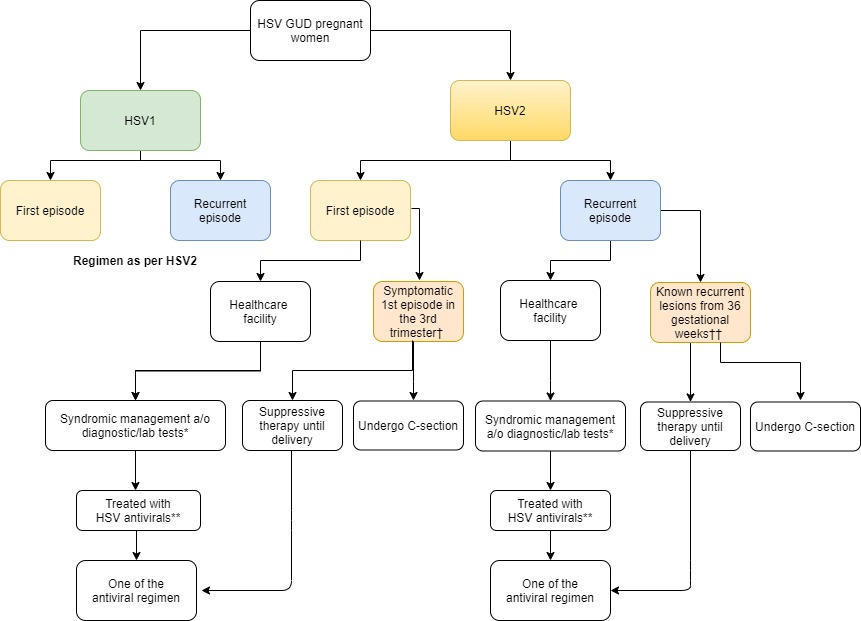 HSV GUD pregnant
women
HSV1
HSV2
First episode
Recurrent
episode
First episode
Recurrent
episode
Regimen as per HSV2
Healthcare
facility
Symptomatic
1st episode in
the 3rd
trimester†
Healthcare
facility
Known recurrent
lesions from 36
gestational
weeks††
Syndromic management a/o
diagnostic/lab tests*
Suppressive
therapy until
delivery
Undergo C-section
Syndromic management
a/o diagnostic/lab tests*
Suppressive
therapy until
delivery
Undergo C-section
Treated with
HSV antivirals**
Treated with
HSV antivirals**
One of the
antiviral regimen
One of the
antiviral regimen